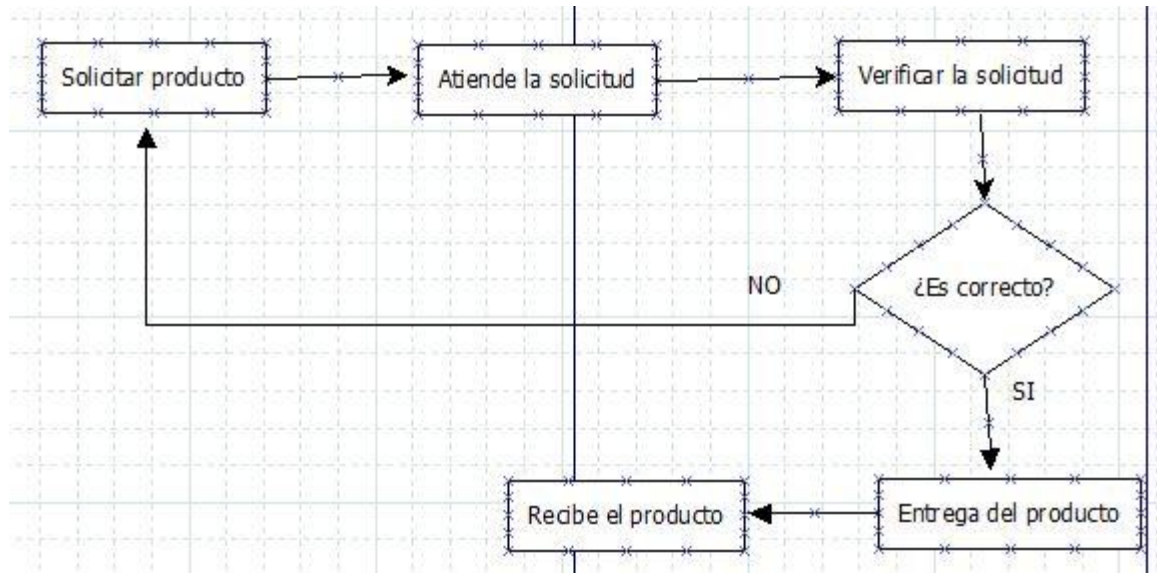 Solicitar producto
Atiende la solicitud
Verificar la solicitud
¿Es correcto?
NO
SI
Entrega del producto
Recibe el producto